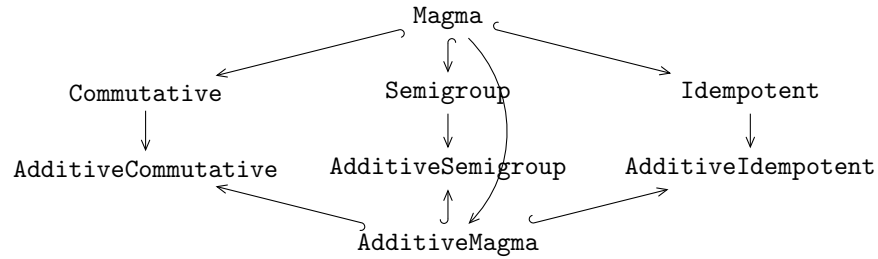 Magma
Commutative Semigroup Idempotent
AdditiveCommutative AdditiveSemigroup AdditiveIdempotent
AdditiveMagma